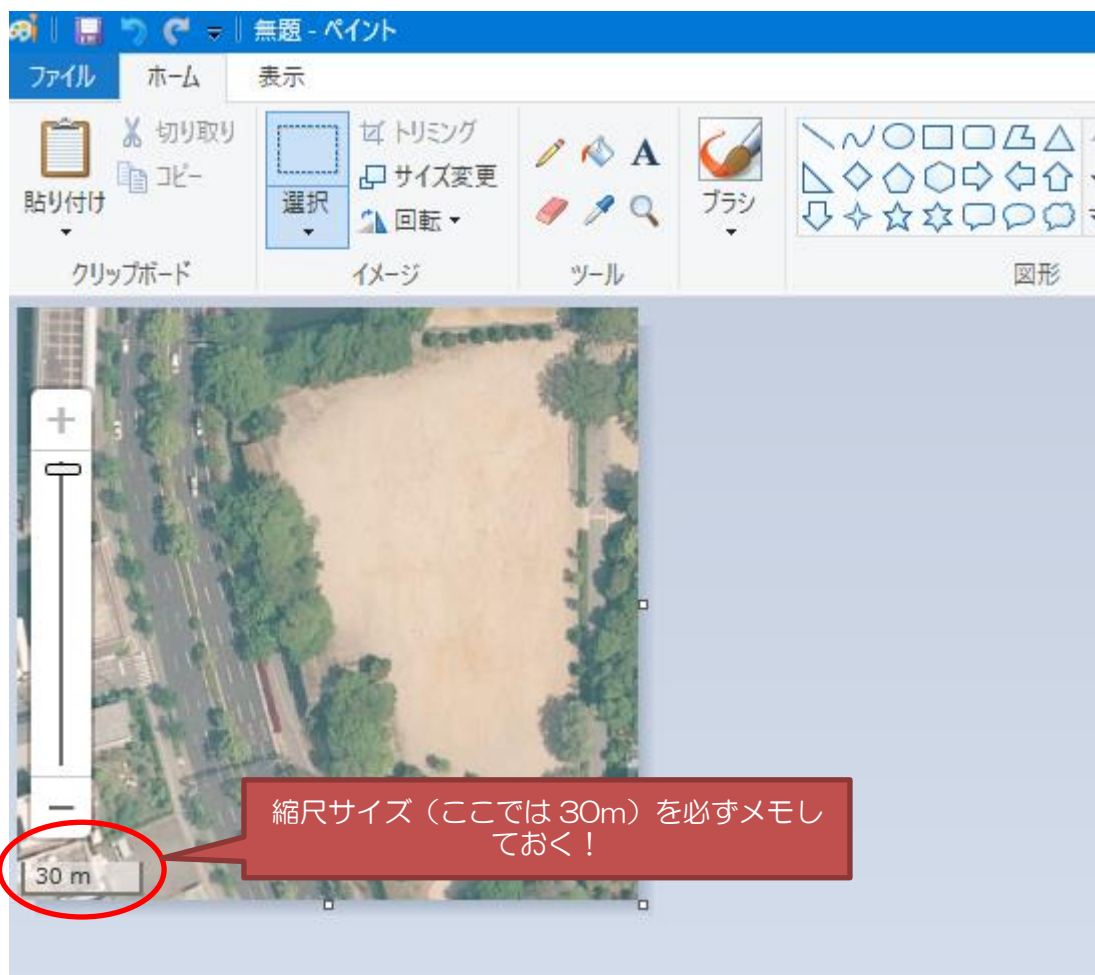 無題 - ペイント
ファイル ホーム 表示
切り取り
コピー
貼り付け
クリップボード
選択
トリミング
サイズ変更
回転
イメージ
A
ツール
ブラシ
図形
+
−
縮尺サイズ（ここでは 30m）を必ずメモし
ておく！
30 m